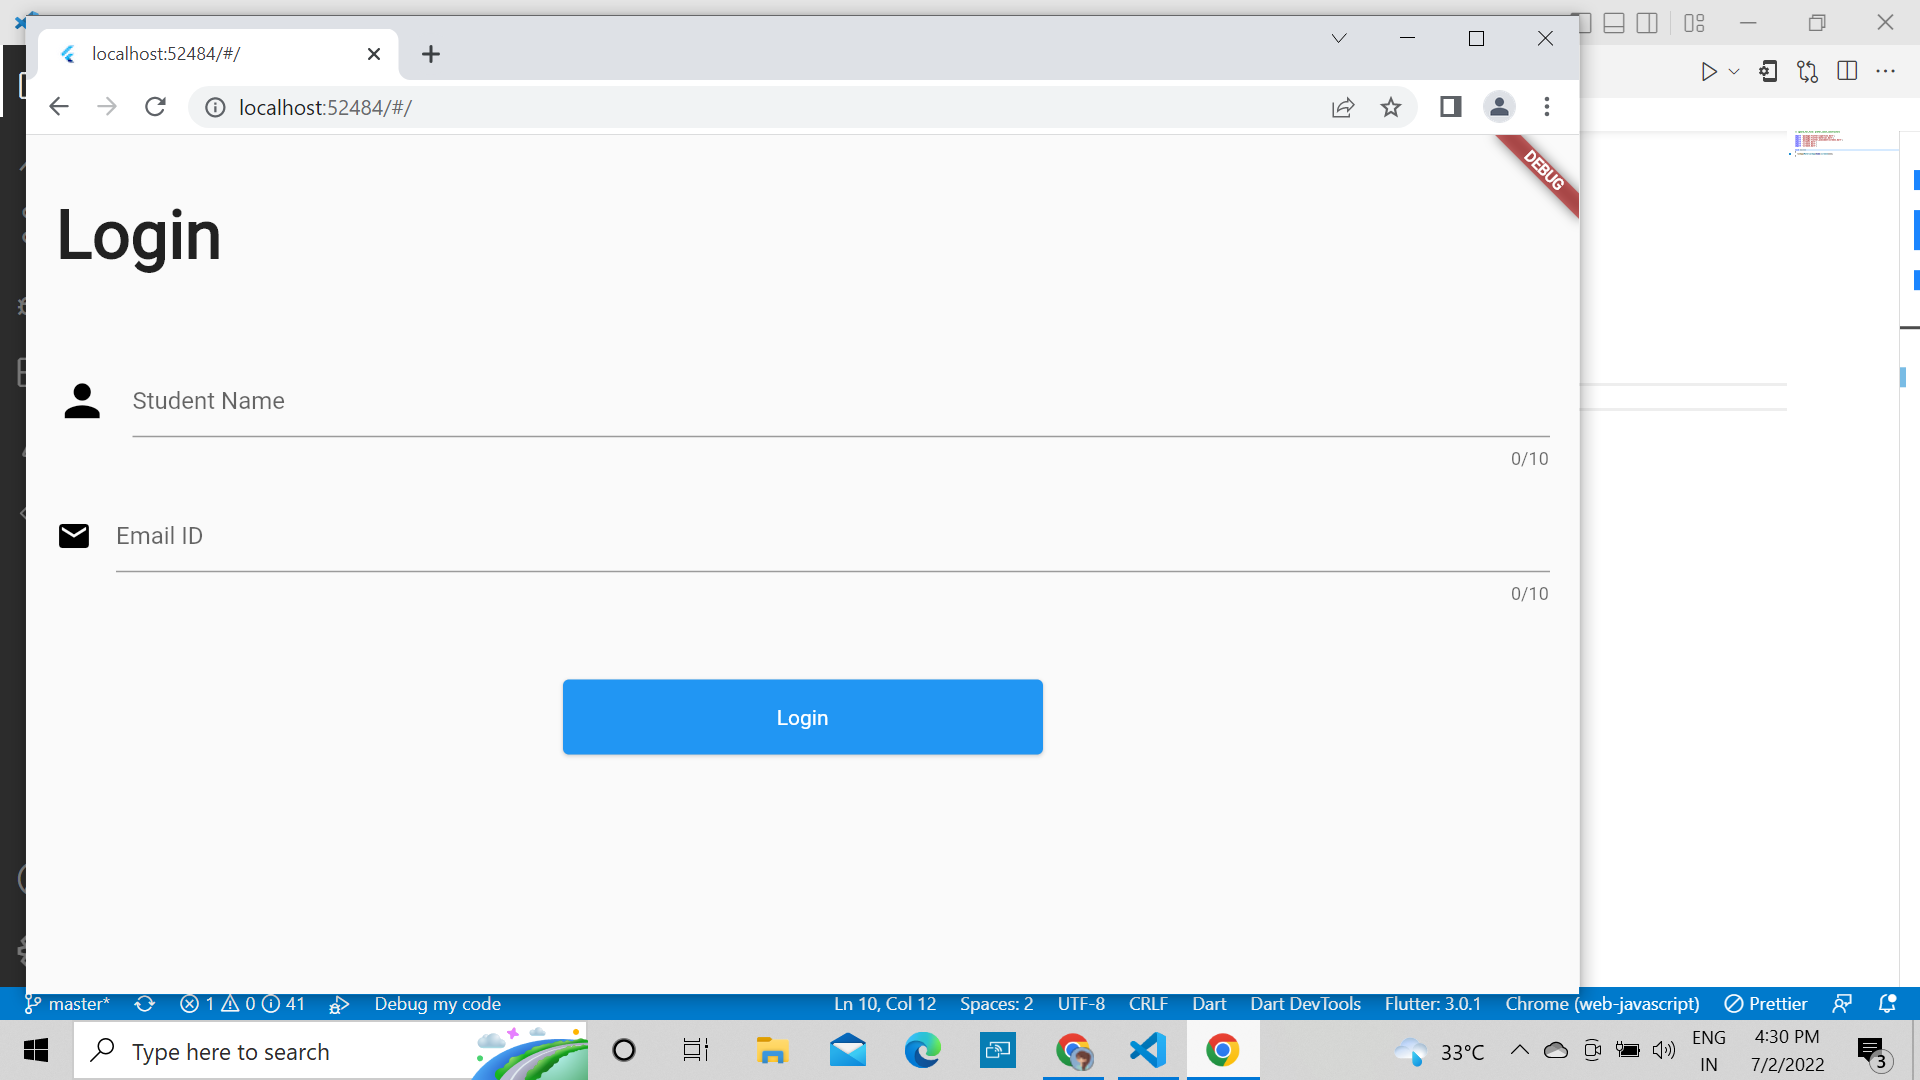 localhost:52484/#/
localhost:52484/#/
DEBUG
Login
Student Name
0/10
Email ID
0/10
Login
master* 1 0 41 Debug my code Ln 10, Col 12 Spaces: 2 UTF-8 CRLF Dart Dart DevTools Flutter: 3.0.1 Chrome (web-javascript) Prettier
Type here to search 33°C ENG 4:30 PM
IN 7/2/2022 3